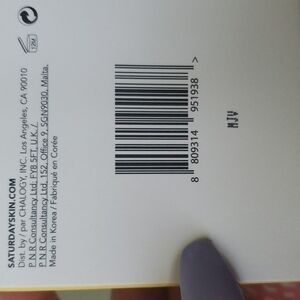 12M
SATURDAYSKIN.COM
Dist. by / par CHALOGY, INC. Los Angeles, CA 90010
P N R Consultancy Ltd. FY8 5FT, U.K. /
P N R Consultancy Ltd. 152, Office 9, SGN9030, Malta.
Made in Korea / Fabriqué en Corée
8 809314 951938 >